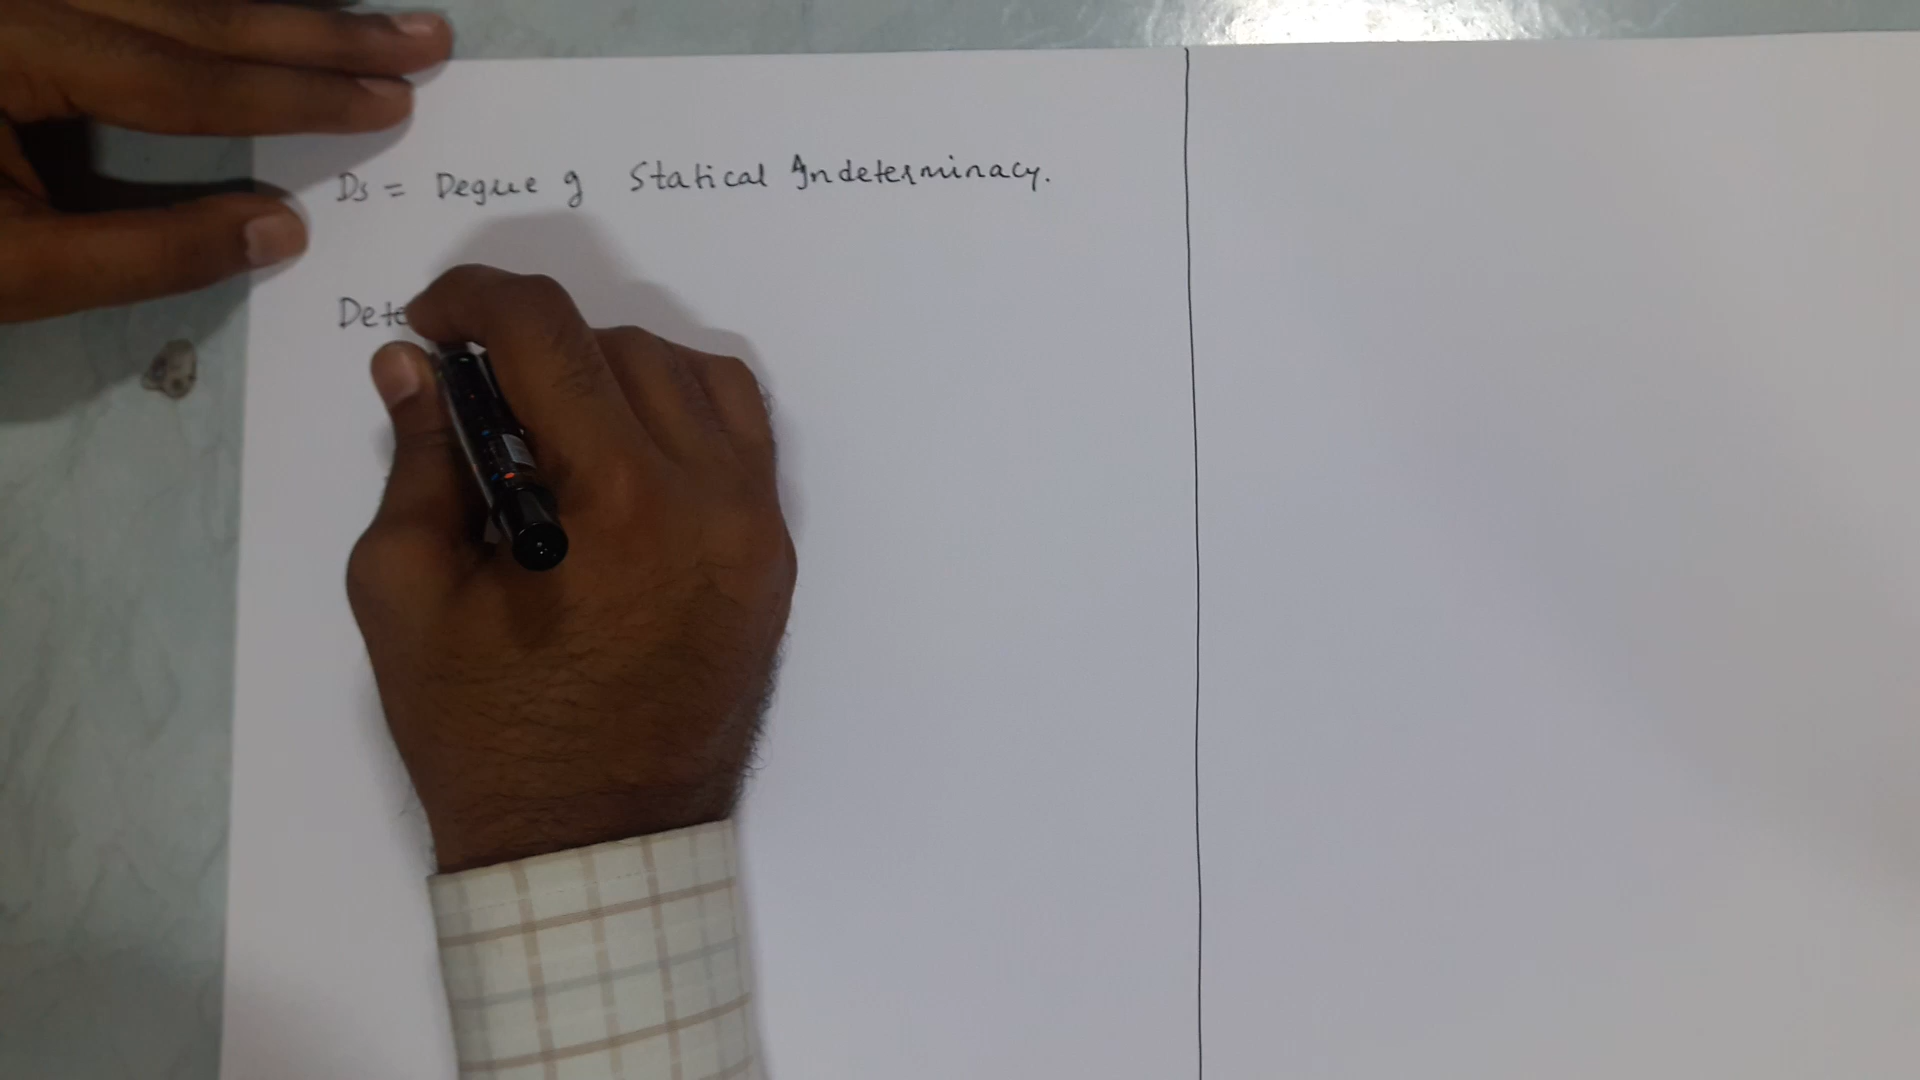 Ds = Degree of Statical Indeterminacy.
Dete